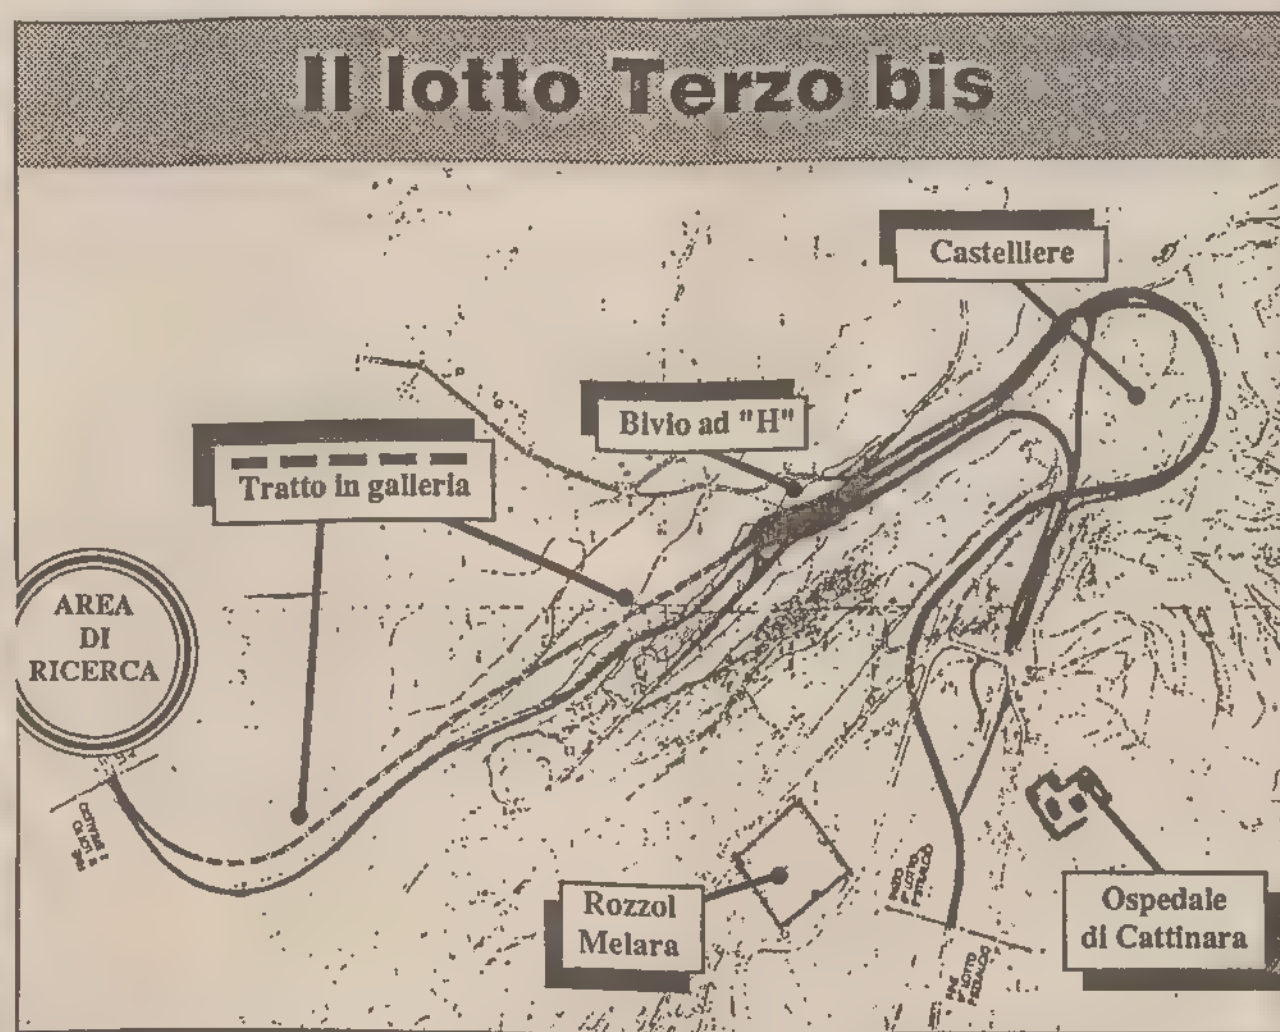 Il lotto Terzo bis
Castelliere
Bivio ad "H"
Tratto in galleria
AREA
DI
RICERCA
Rozzol
Melara
Ospedale
di Cattinara